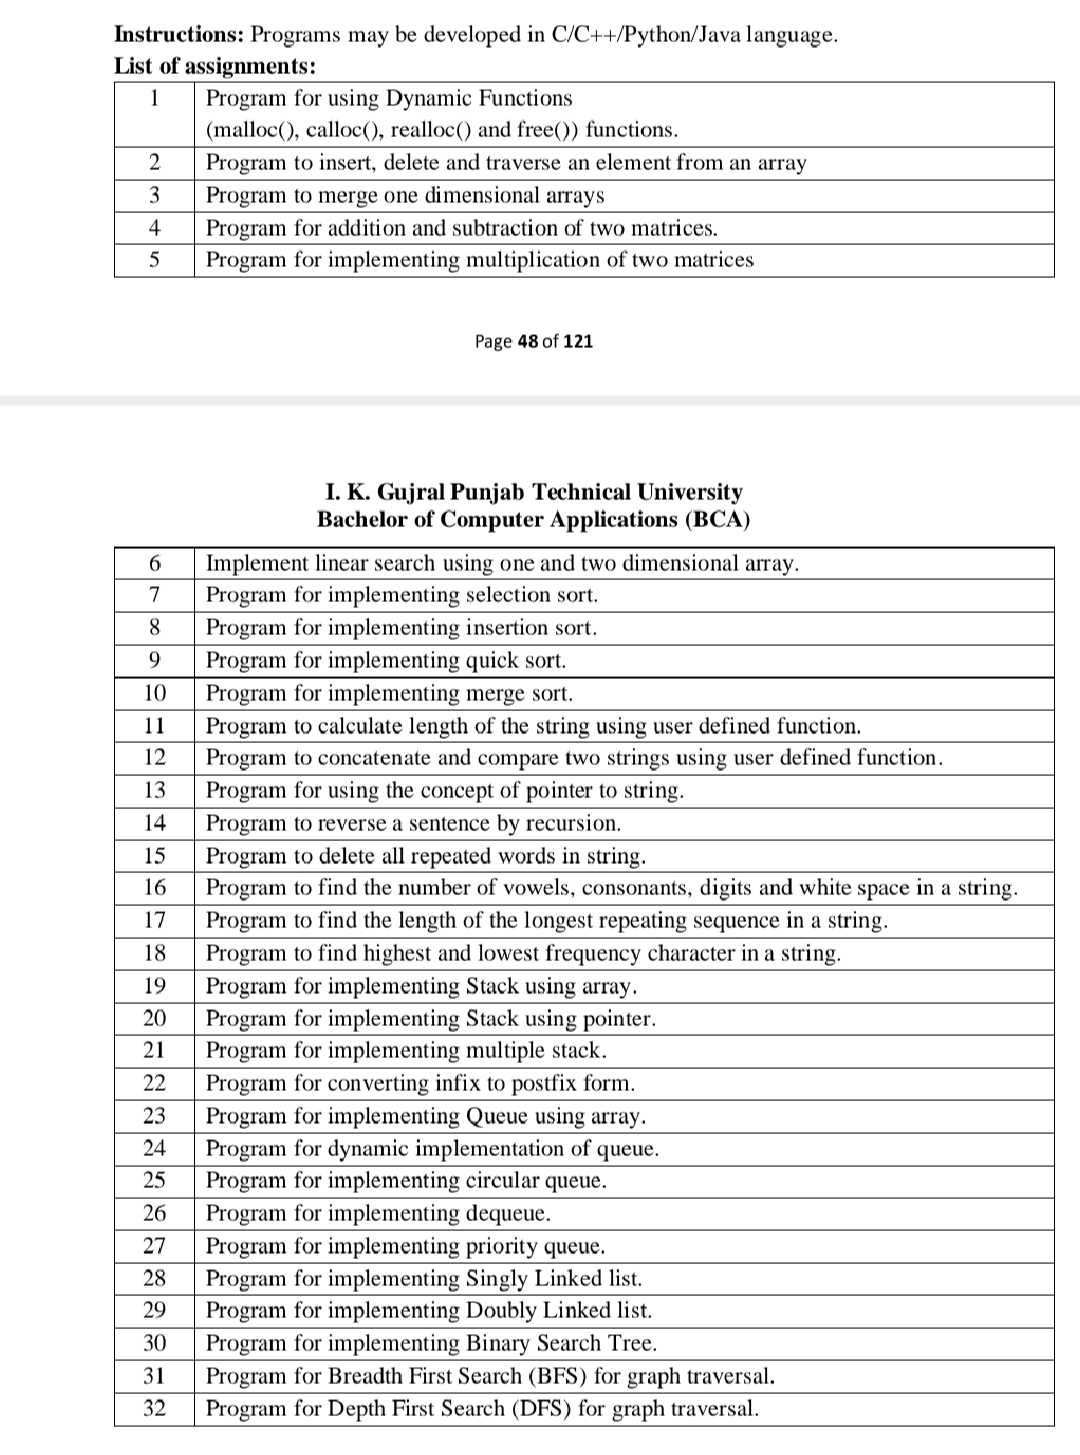 Instructions: Programs may be developed in C/C++/Python/Java language.
List of assignments:
1 Program for using Dynamic Functions
(malloc(), calloc(), realloc() and free()) functions.
2 Program to insert, delete and traverse an element from an array
3 Program to merge one dimensional arrays
4 Program for addition and subtraction of two matrices.
5 Program for implementing multiplication of two matrices
Page 48 of 121
I. K. Gujral Punjab Technical University
Bachelor of Computer Applications (BCA)
6 Implement linear search using one and two dimensional array.
7 Program for implementing selection sort.
8 Program for implementing insertion sort.
9 Program for implementing quick sort.
10 Program for implementing merge sort.
11 Program to calculate length of the string using user defined function.
12 Program to concatenate and compare two strings using user defined function.
13 Program for using the concept of pointer to string.
14 Program to reverse a sentence by recursion.
15 Program to delete all repeated words in string.
16 Program to find the number of vowels, consonants, digits and white space in a string.
17 Program to find the length of the longest repeating sequence in a string.
18 Program to find highest and lowest frequency character in a string.
19 Program for implementing Stack using array.
20 Program for implementing Stack using pointer.
21 Program for implementing multiple stack.
22 Program for converting infix to postfix form.
23 Program for implementing Queue using array.
24 Program for dynamic implementation of queue.
25 Program for implementing circular queue.
26 Program for implementing dequeue.
27 Program for implementing priority queue.
28 Program for implementing Singly Linked list.
29 Program for implementing Doubly Linked list.
30 Program for implementing Binary Search Tree.
31 Program for Breadth First Search (BFS) for graph traversal.
32 Program for Depth First Search (DFS) for graph traversal.